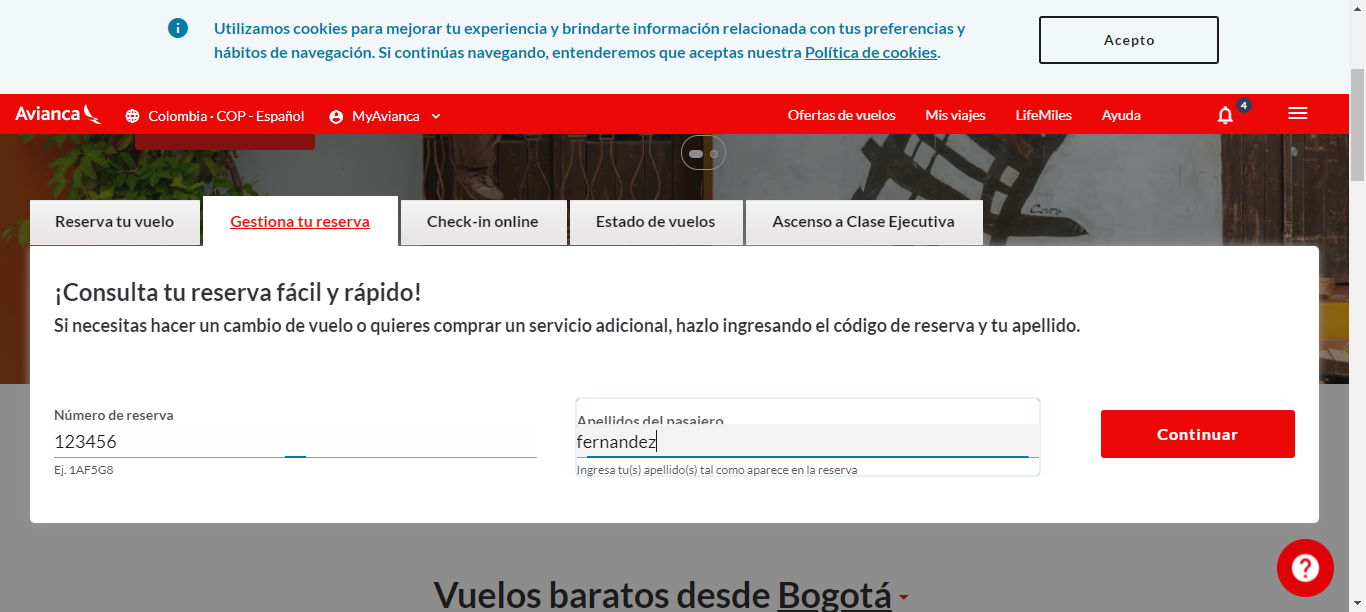 Utilizamos cookies para mejorar tu experiencia y brindarte información relacionada con tus preferencias y
hábitos de navegación. Si continúas navegando, entenderemos que aceptas nuestra Política de cookies.
Acepto
Avianca
Colombia · COP - Español
MyAvianca
Ofertas de vuelos
Mis viajes
LifeMiles
Ayuda
4
Reserva tu vuelo
Gestiona tu reserva
Check-in online
Estado de vuelos
Ascenso a Clase Ejecutiva
¡Consulta tu reserva fácil y rápido!
Si necesitas hacer un cambio de vuelo o quieres comprar un servicio adicional, hazlo ingresando el código de reserva y tu apellido.
Número de reserva
123456
Ej. 1AF5G8
Apellidos del pasajero
fernandez
Ingresa tu(s) apellido(s) tal como aparece en la reserva
Continuar
Vuelos baratos desde Bogotá